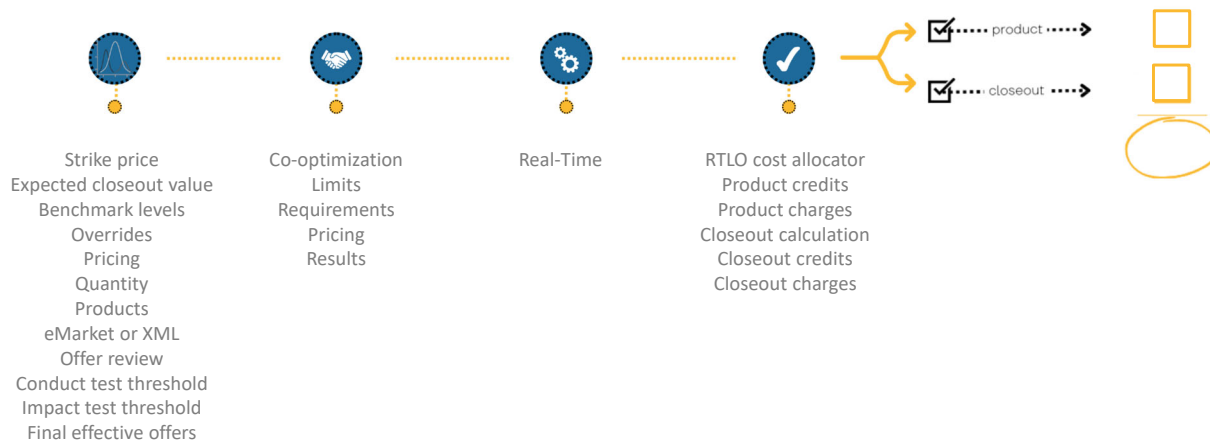 product
closeout
Strike price
Expected closeout value
Benchmark levels
Overrides
Pricing
Quantity
Products
eMarket or XML
Offer review
Conduct test threshold
Impact test threshold
Final effective offers
Co-optimization
Limits
Requirements
Pricing
Results
Real-Time
RTLO cost allocator
Product credits
Product charges
Closeout calculation
Closeout credits
Closeout charges